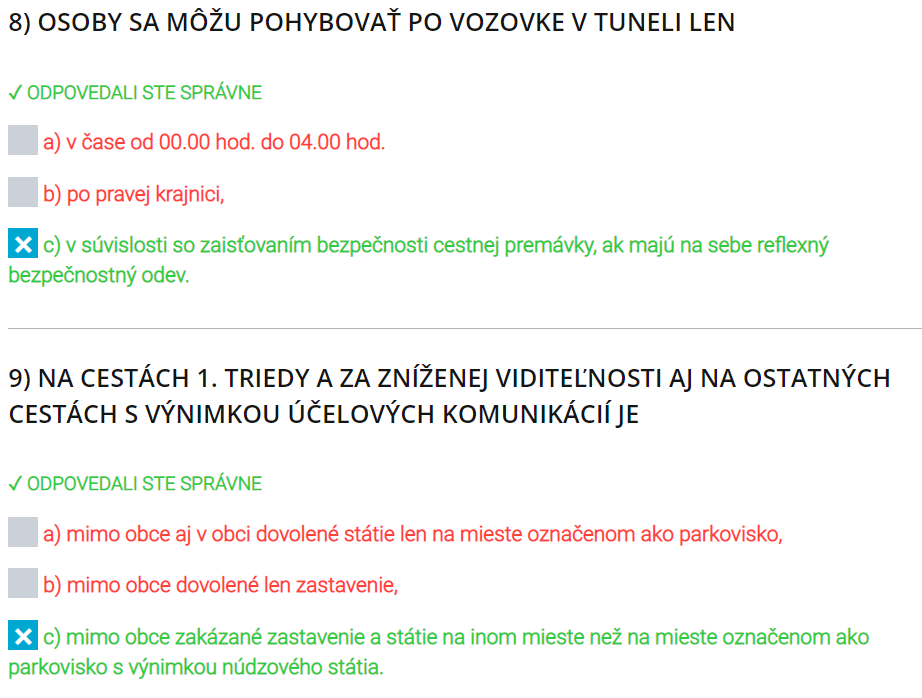 8) OSOBY SA MÔŽU POHYBOVAŤ PO VOZOVKE V TUNELI LEN
✓ ODPOVEDALI STE SPRÁVNE
a) v čase od 00.00 hod. do 04.00 hod.
b) po pravej krajnici,
c) v súvislosti so zaisťovaním bezpečnosti cestnej premávky, ak majú na sebe reflexný
bezpečnostný odev.
9) NA CESTÁCH 1. TRIEDY A ZA ZNÍŽENEJ VIDITEĽNOSTI AJ NA OSTATNÝCH
CESTÁCH S VÝNIMKOU ÚČELOVÝCH KOMUNIKÁCIÍ JE
✓ ODPOVEDALI STE SPRÁVNE
a) mimo obce aj v obci dovolené státie len na mieste označenom ako parkovisko,
b) mimo obce dovolené len zastavenie,
c) mimo obce zakázané zastavenie a státie na inom mieste než na mieste označenom ako
parkovisko s výnimkou núdzového státia.